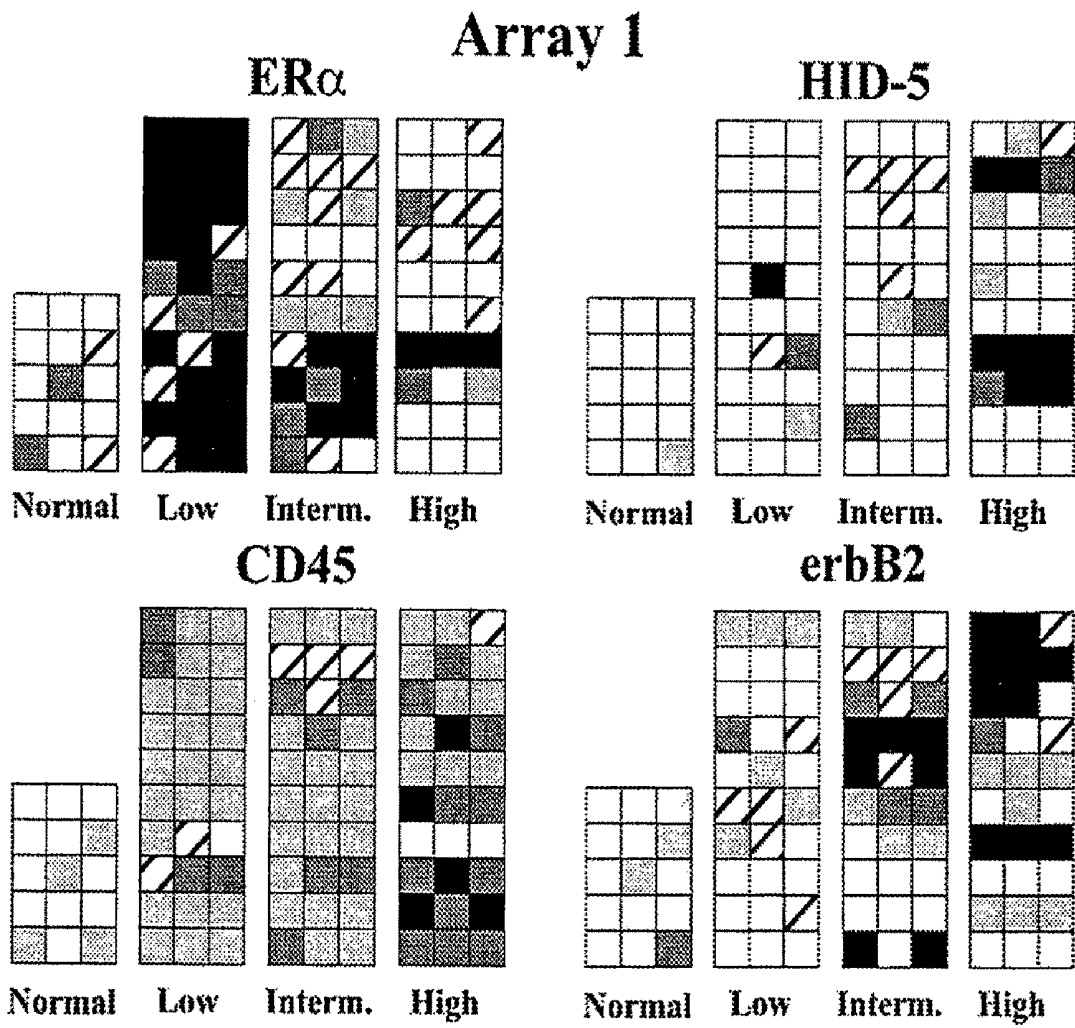 Array 1
ERα
HID-5
Normal Low Interm. High
Normal Low Interm. High
CD45
erbB2
Normal Low Interm. High
Normal Low Interm. High